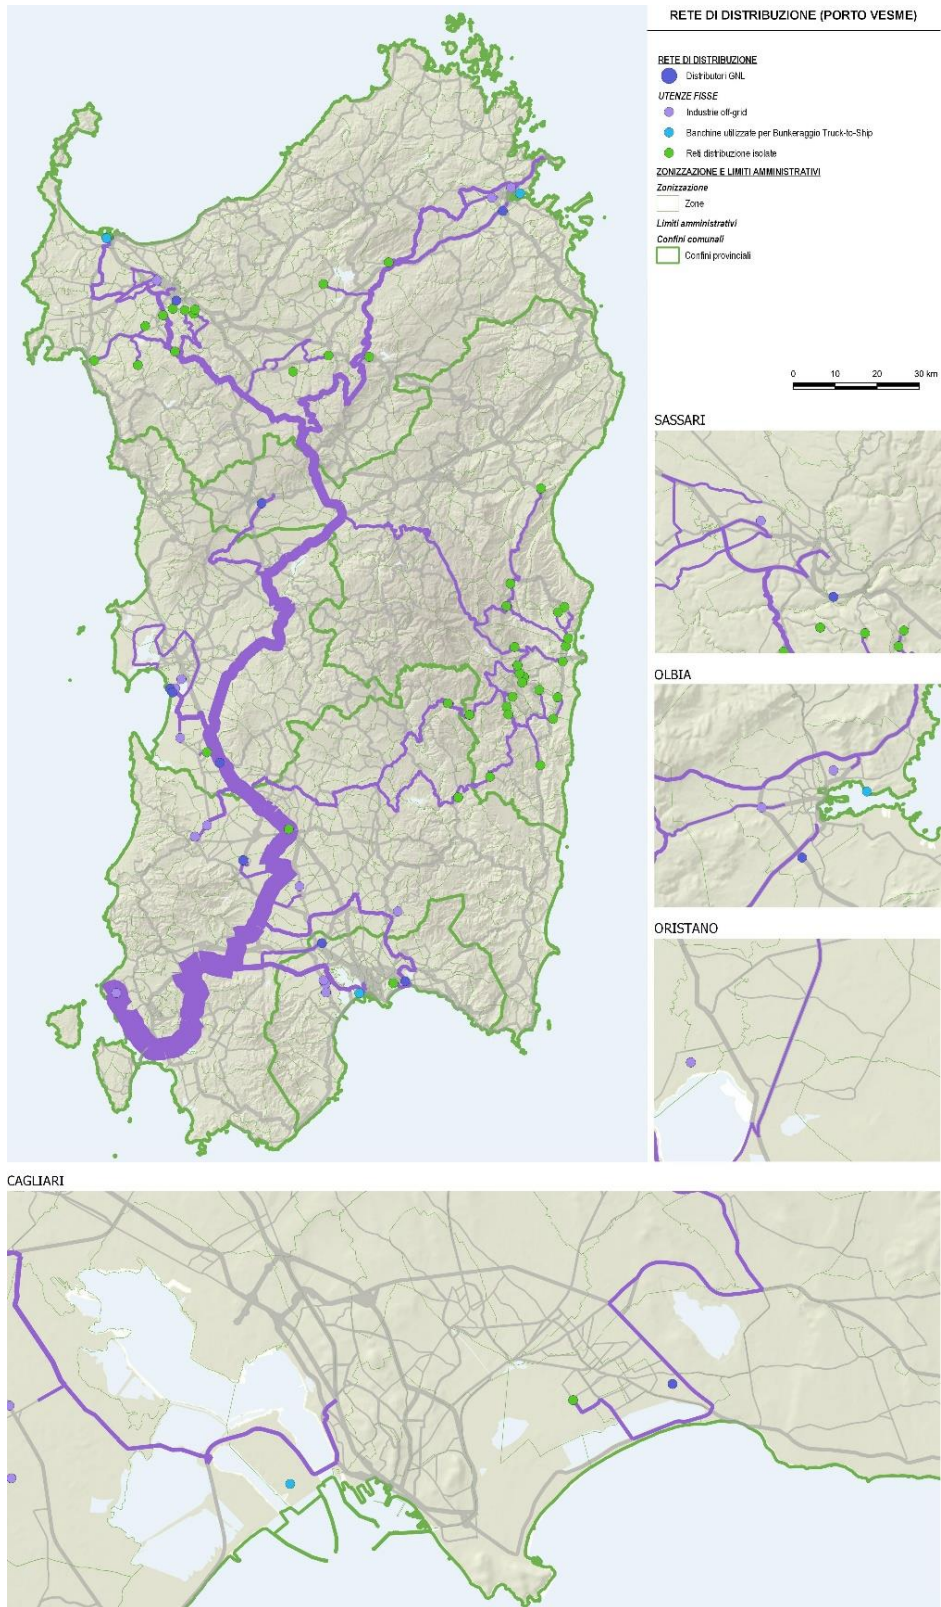 RETE DI DISTRIBUZIONE (PORTO VESME)
RETE DI DISTRIBUZIONE
Distributori GNL
UTENZE FISSE
Industrie off-grid
Banchine utilizzate per Bunkeraggio Truck-to-Ship
Reti distribuzione isolate
ZONIZZAZIONE E LIMITI AMMINISTRATIVI
Zonizzazione
Zone
Limiti amministrativi
Confini comunali
Confini provinciali
0 10 20 30 km
SASSARI
OLBIA
ORISTANO
CAGLIARI